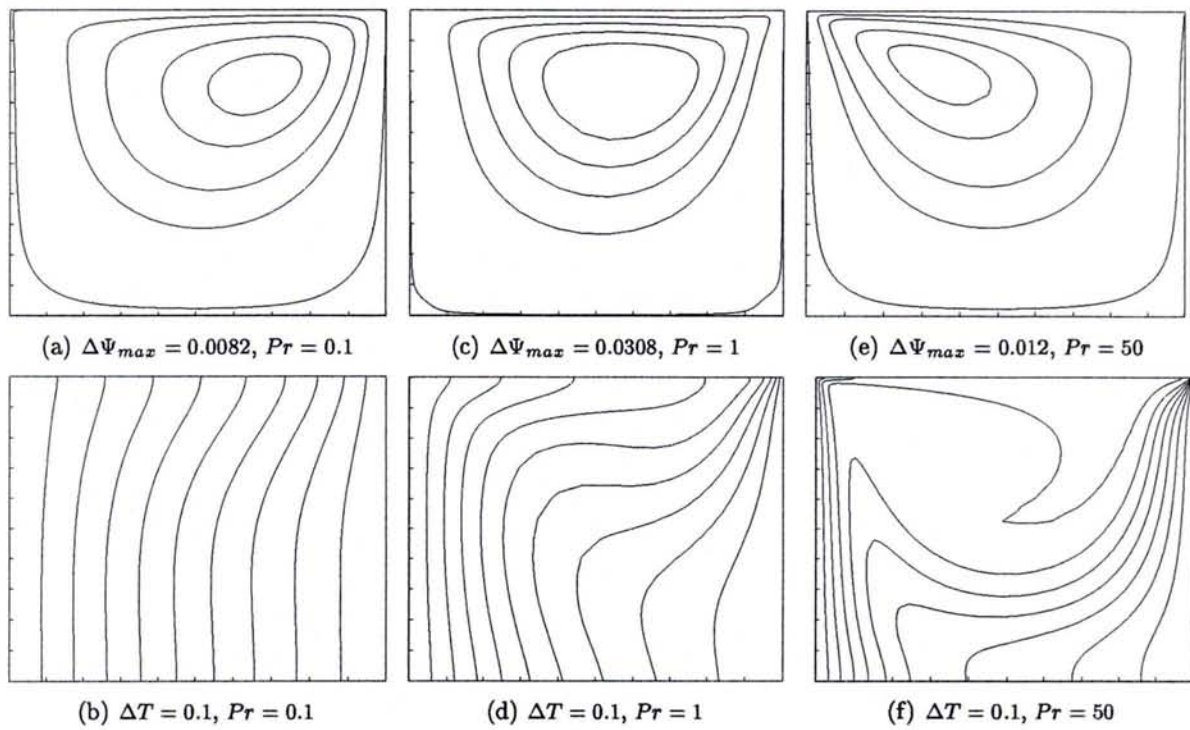 (a) ΔΨ_max = 0.0082, Pr = 0.1
(c) ΔΨ_max = 0.0308, Pr = 1
(e) ΔΨ_max = 0.012, Pr = 50
(b) ΔT = 0.1, Pr = 0.1
(d) ΔT = 0.1, Pr = 1
(f) ΔT = 0.1, Pr = 50